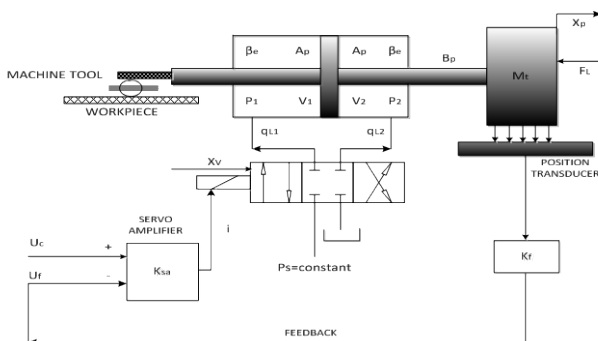 Xp
βe Ap Ap βe
Bp
FL
MACHINE TOOL
Mt
WORKPIECE
P1 V1 V2 P2
qL1 qL2
Xv
POSITION
TRANSDUCER
SERVO
AMPLIFIER
i
Uc + Ksa
Kf
Uf -
Ps=constant
FEEDBACK